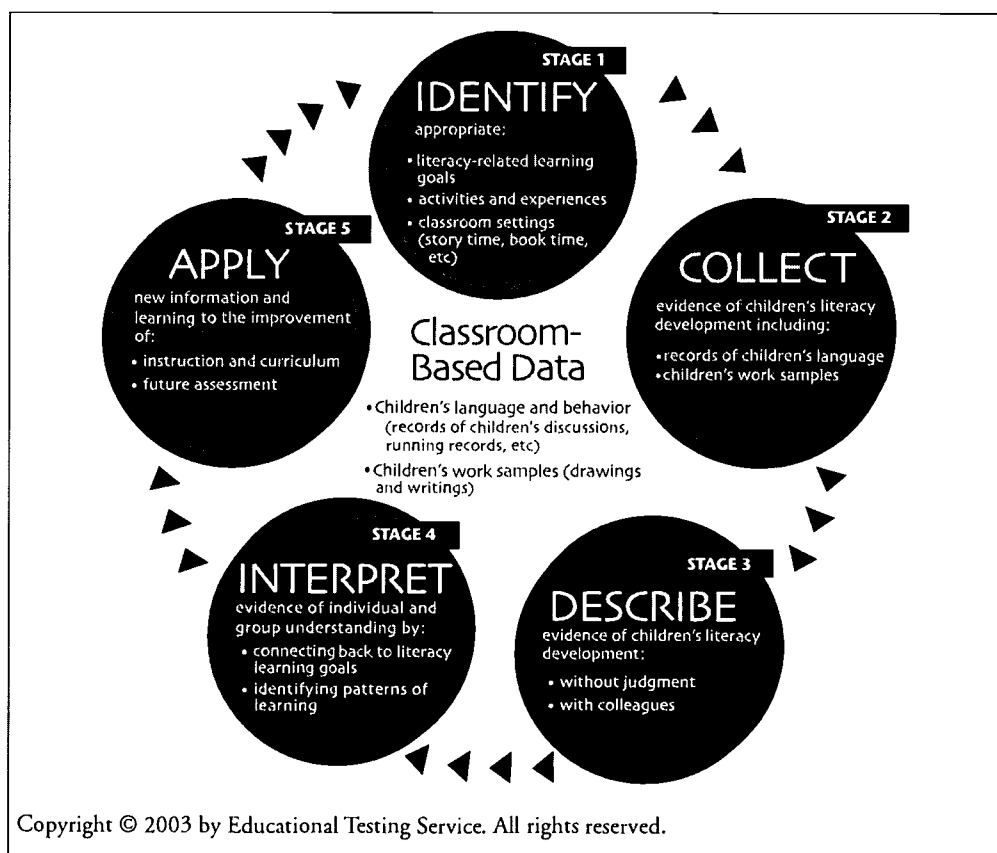 STAGE 1
IDENTIFY
appropriate:
• literacy-related learning
goals
• activities and experiences
• classroom settings
(story time, book time,
etc)
STAGE 2
COLLECT
evidence of children's literacy
development including:
• records of children's language
• children's work samples
STAGE 3
DESCRIBE
evidence of children's literacy
development:
• without judgment
• with colleagues
STAGE 4
INTERPRET
evidence of individual and
group understanding by:
• connecting back to literacy
learning goals
• identifying patterns of
learning
STAGE 5
APPLY
new information and
learning to the improvement
of:
• instruction and curriculum
• future assessment
Classroom-
Based Data
• Children's language and behavior
(records of children's discussions,
running records, etc)
• Children's work samples (drawings
and writings)
Copyright © 2003 by Educational Testing Service. All rights reserved.